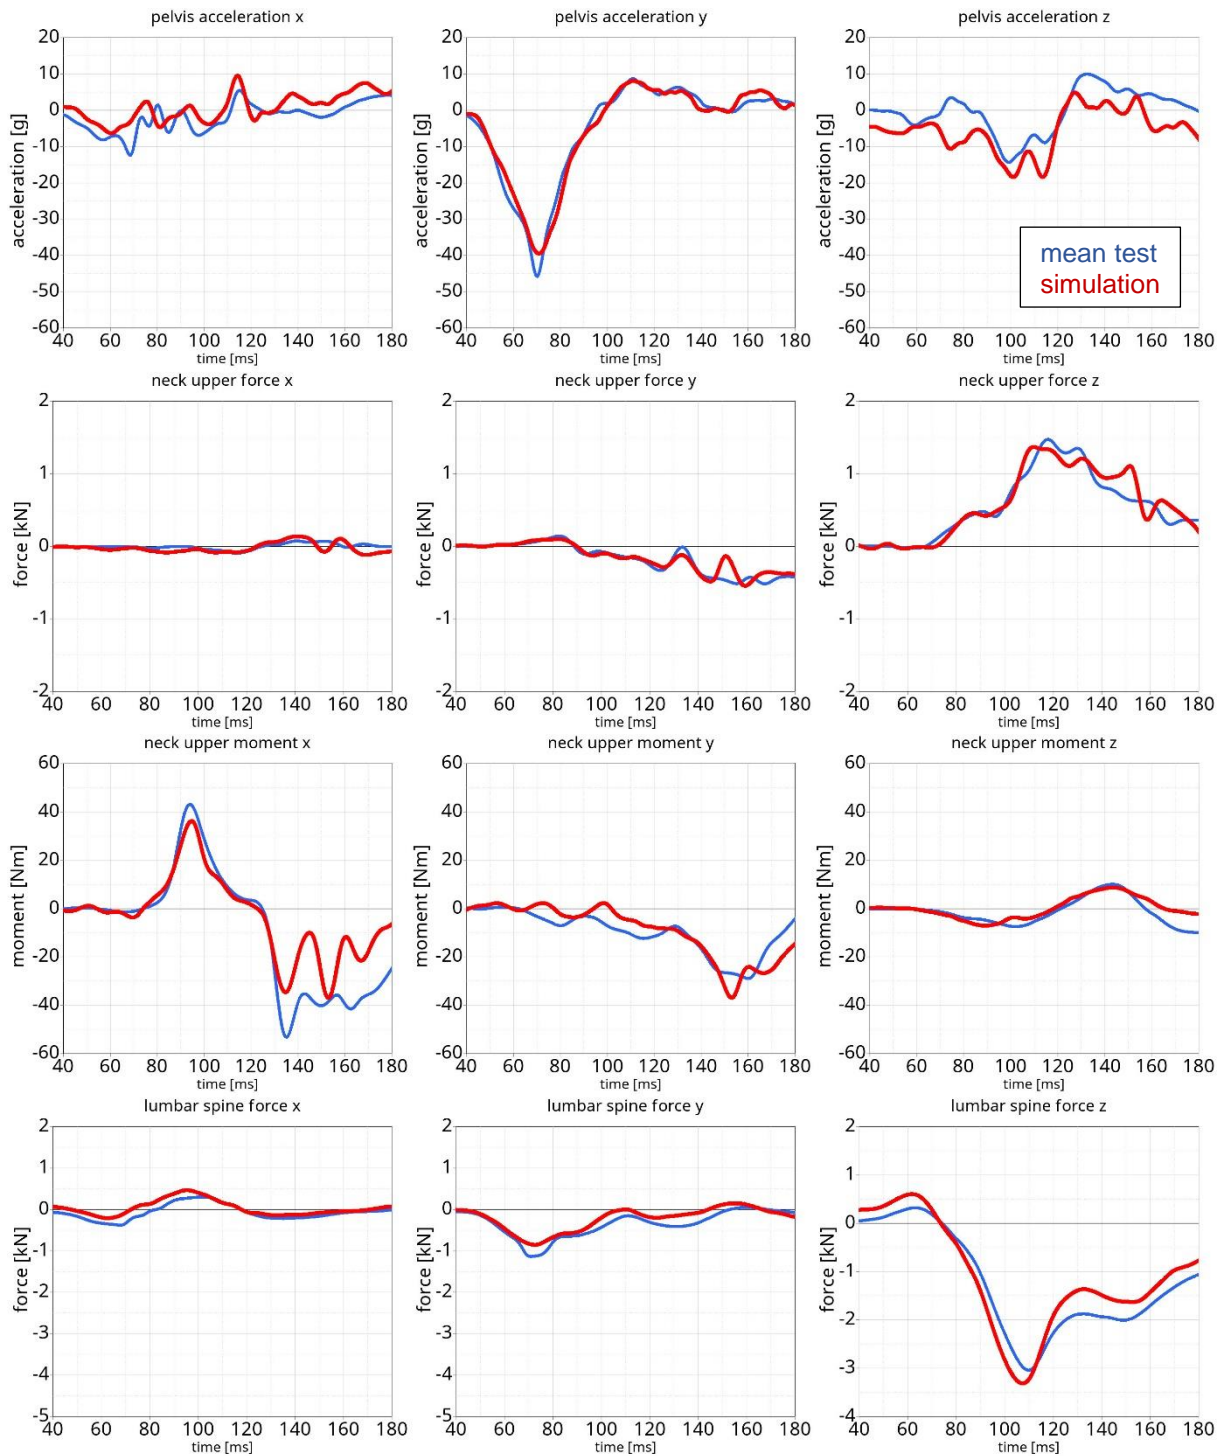 pelvis acceleration x
pelvis acceleration y
pelvis acceleration z
20
10
0
-10
-20
-30
-40
-50
-60
acceleration [g]
40 60 80 100 120 140 160 180
time [ms]
20
10
0
-10
-20
-30
-40
-50
-60
acceleration [g]
40 60 80 100 120 140 160 180
time [ms]
20
10
0
-10
-20
-30
-40
-50
-60
acceleration [g]
mean test
simulation
40 60 80 100 120 140 160 180
time [ms]
neck upper force x
neck upper force y
neck upper force z
2
1
0
-1
-2
force [kN]
40 60 80 100 120 140 160 180
time [ms]
2
1
0
-1
-2
force [kN]
40 60 80 100 120 140 160 180
time [ms]
2
1
0
-1
-2
force [kN]
40 60 80 100 120 140 160 180
time [ms]
neck upper moment x
neck upper moment y
neck upper moment z
60
40
20
0
-20
-40
-60
moment [Nm]
40 60 80 100 120 140 160 180
time [ms]
60
40
20
0
-20
-40
-60
moment [Nm]
40 60 80 100 120 140 160 180
time [ms]
60
40
20
0
-20
-40
-60
moment [Nm]
40 60 80 100 120 140 160 180
time [ms]
lumbar spine force x
lumbar spine force y
lumbar spine force z
2
1
0
-1
-2
-3
-4
-5
force [kN]
40 60 80 100 120 140 160 180
time [ms]
2
1
0
-1
-2
-3
-4
-5
force [kN]
40 60 80 100 120 140 160 180
time [ms]
2
1
0
-1
-2
-3
-4
force [kN]
40 60 80 100 120 140 160 180
time [ms]